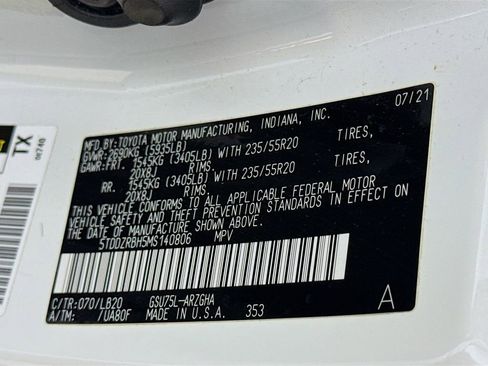 07/21
MFD. BY: TOYOTA MOTOR MANUFACTURING, INDIANA, INC.
GVWR: 2690KG (5935LB)
GAWR: FRT. 1545KG (3405LB) WITH 235/55R20 TIRES,
20X8J RIMS,
RR. 1545KG (3405LB) WITH 235/55R20 TIRES,
20X8J RIMS.
THIS VEHICLE CONFORMS TO ALL APPLICABLE FEDERAL MOTOR
VEHICLE SAFETY AND THEFT PREVENTION STANDARDS IN EFFECT ON
THE DATE OF MANUFACTURE SHOWN ABOVE.
5TDDZRBH5MS140806 MPV
C/TR: 070/LB20 GSU75L-ARZGHA
A/TM: /UA80F MADE IN U.S.A. 353
A
TX